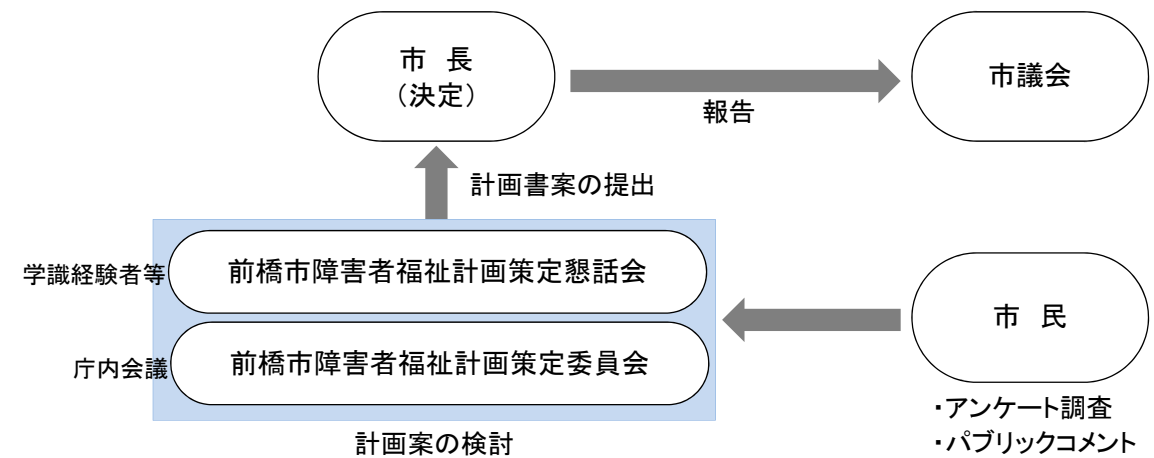 市 長
（決定）
市議会
報告
計画書案の提出
学識経験者等
前橋市障害者福祉計画策定懇話会
市 民
庁内会議
前橋市障害者福祉計画策定委員会
計画案の検討
・アンケート調査
・パブリックコメント